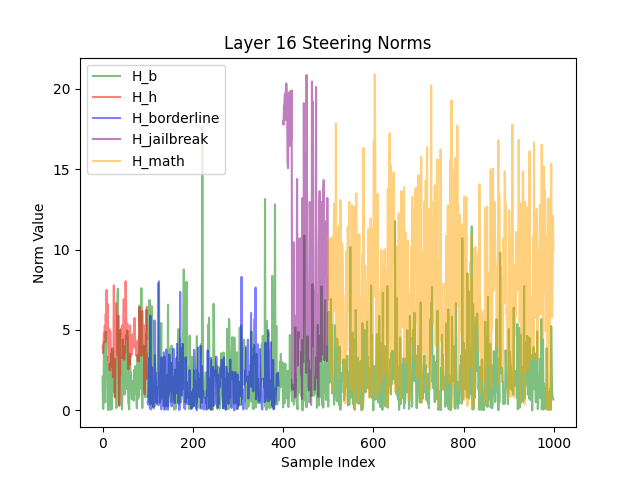 Layer 16 Steering Norms
H_b
H_h
H_borderline
H_jailbreak
H_math
Norm Value
20
15
10
5
0
0 200 400 600 800 1000
Sample Index